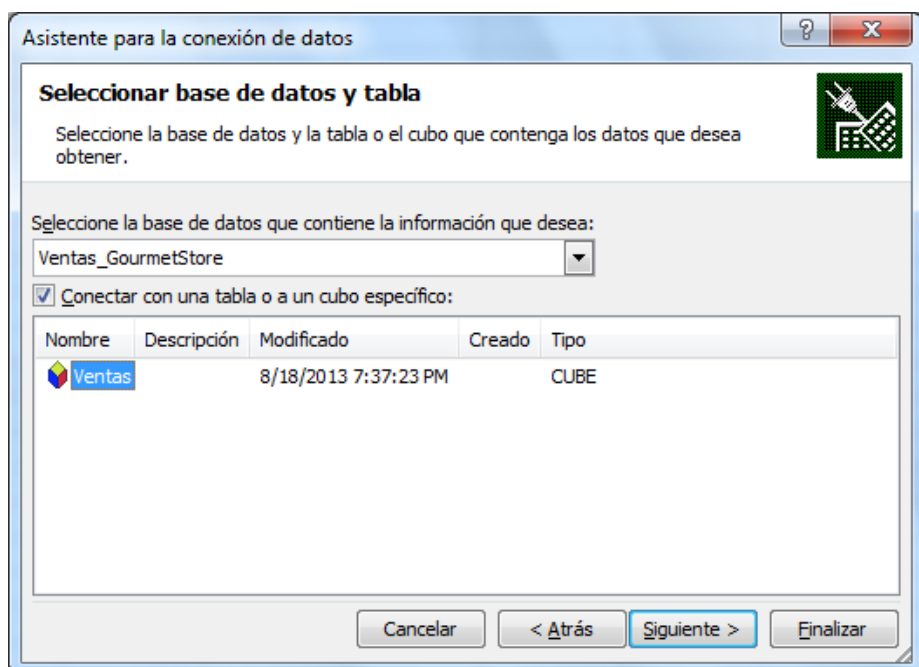 Asistente para la conexión de datos
Seleccionar base de datos y tabla
Seleccione la base de datos y la tabla o el cubo que contenga los datos que desea
obtener.
Seleccione la base de datos que contiene la información que desea:
Ventas_GourmetStore
Conectar con una tabla o a un cubo específico:
Nombre Descripción Modificado Creado Tipo
Ventas 8/18/2013 7:37:23 PM CUBE
Cancelar < Atrás Siguiente > Finalizar